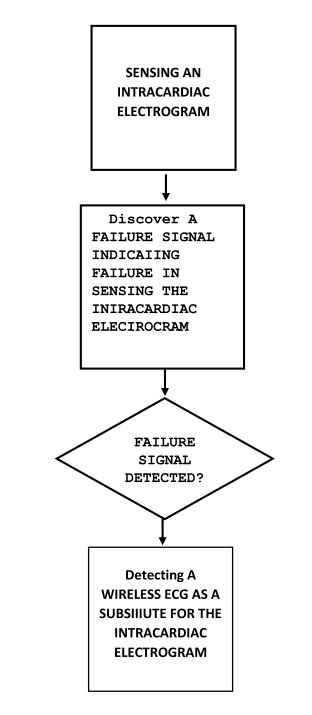 SENSING AN
INTRACARDIAC
ELECTROGRAM
Discover A
FAILURE SIGNAL
INDICAIING
FAILURE IN
SENSING THE
INIRACARDIAC
ELECIROCRAM
FAILURE
SIGNAL
DETECTED?
Detecting A
WIRELESS ECG AS A
SUBSIIIUTE FOR THE
INTRACARDIAC
ELECTROGRAM